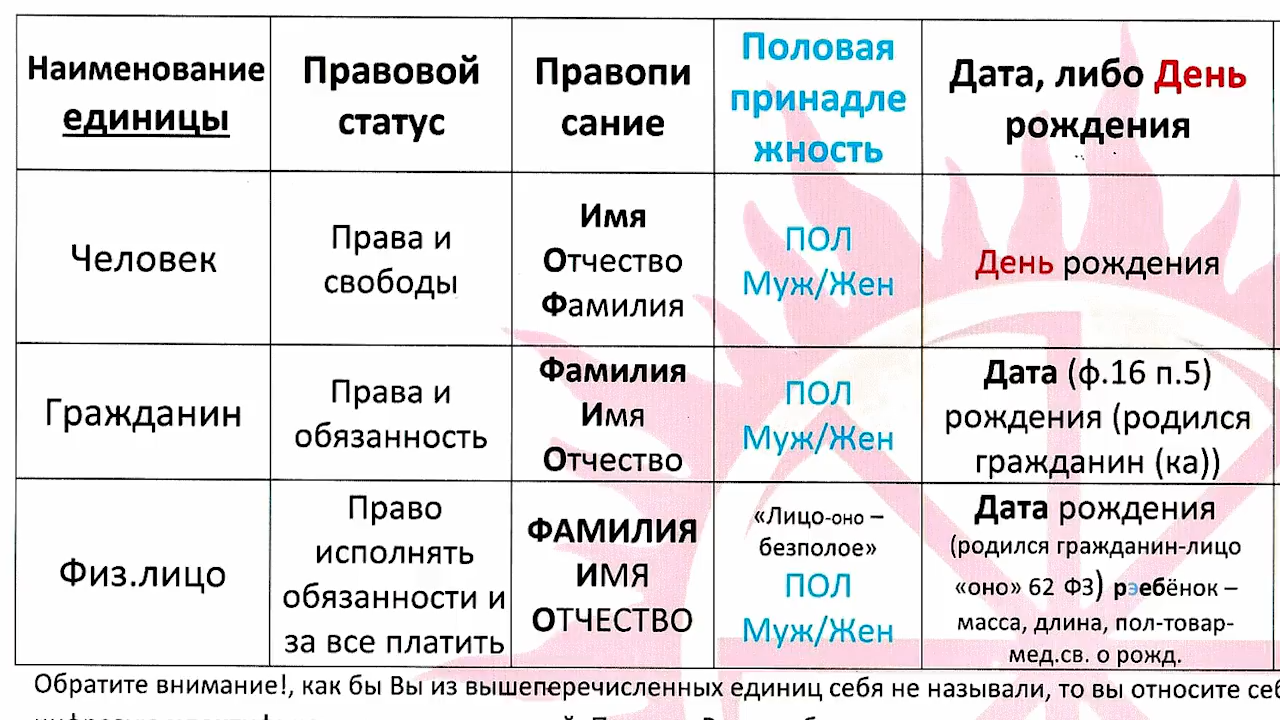 Наименование
единицы
Правовой
статус
Правопи
сание
Половая
принадле
жность
Дата, либо День
рождения
Человек
Права и
свободы
Имя
Отчество
Фамилия
ПОЛ
Муж/Жен
День рождения
Гражданин
Права и
обязанность
Фамилия
Имя
Отчество
ПОЛ
Муж/Жен
Дата (ф.16 п.5)
рождения (родился
гражданин (ка))
Физ.лицо
Право
исполнять
обязанности и
за все платить
ФАМИЛИЯ
ИМЯ
ОТЧЕСТВО
«Лицо-оно –
безполое»
ПОЛ
Муж/Жен
Дата рождения
(родился гражданин-лицо
«оно» 62 ФЗ) рэебёнок –
масса, длина, пол-товар-
мед.св. о рожд.
Обратите внимание!, как бы Вы из вышеперечисленных единиц себя не называли, то вы относите себ